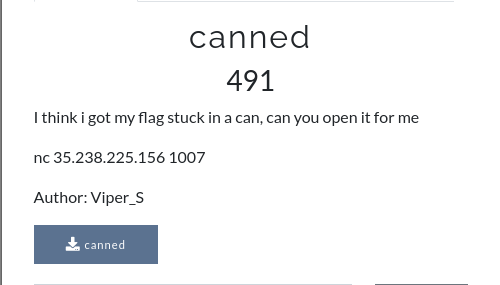 canned
491
I think i got my flag stuck in a can, can you open it for me
nc 35.238.225.156 1007
Author: Viper_S
canned